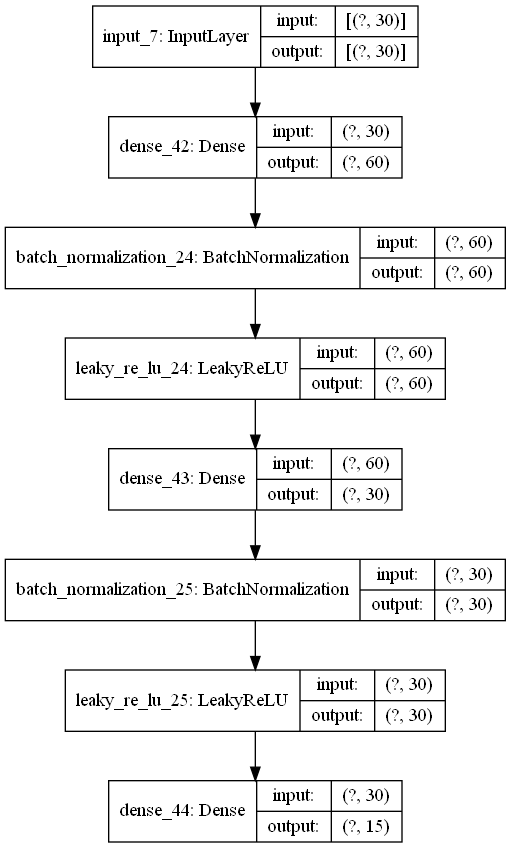 input_7: InputLayer
input: [(?, 30)]
output: [(?, 30)]
dense_42: Dense
input: (?, 30)
output: (?, 60)
batch_normalization_24: BatchNormalization
input: (?, 60)
output: (?, 60)
leaky_re_lu_24: LeakyReLU
input: (?, 60)
output: (?, 60)
dense_43: Dense
input: (?, 60)
output: (?, 30)
batch_normalization_25: BatchNormalization
input: (?, 30)
output: (?, 30)
leaky_re_lu_25: LeakyReLU
input: (?, 30)
output: (?, 30)
dense_44: Dense
input: (?, 30)
output: (?, 15)